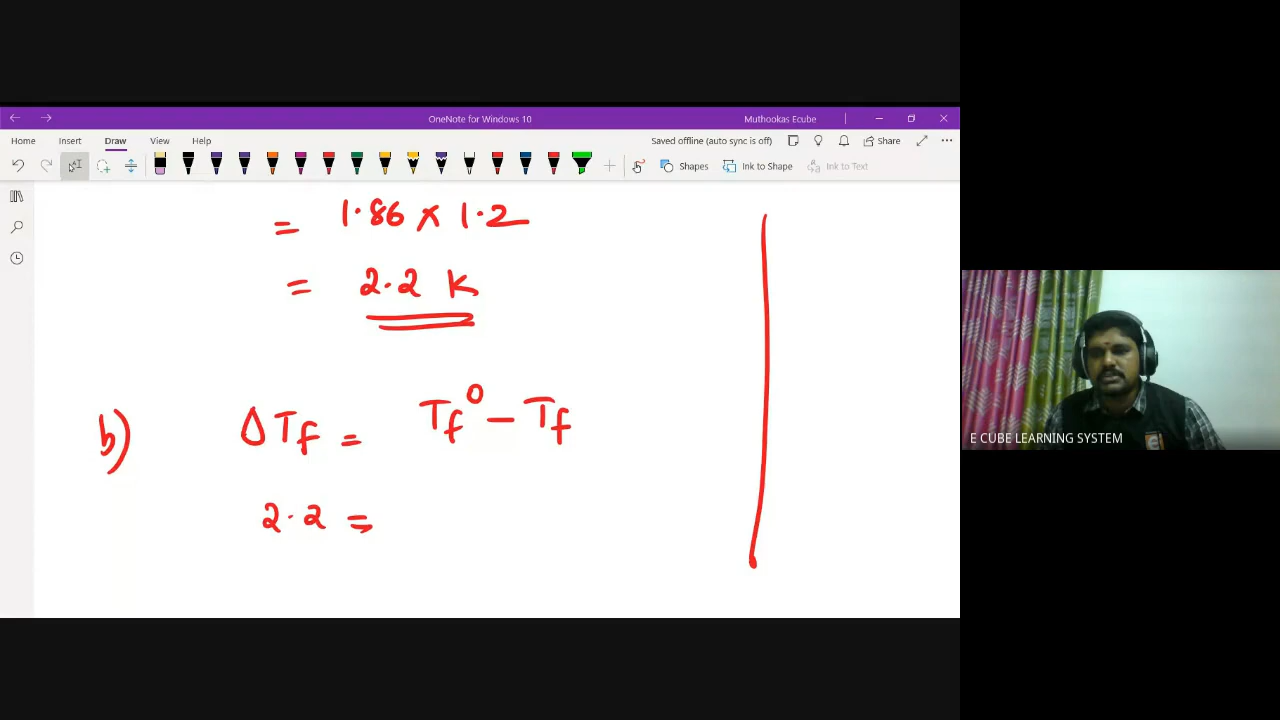 OneNote for Windows 10
Muthookas Ecube
Home Insert Draw View Help
Saved offline (auto sync is off)
Share
Shapes
Ink to Shape
Ink to Text
= 1.86 x 1.2
= 2.2 K
b) ΔTf = Tf⁰ - Tf
2.2 =
E CUBE LEARNING SYSTEM